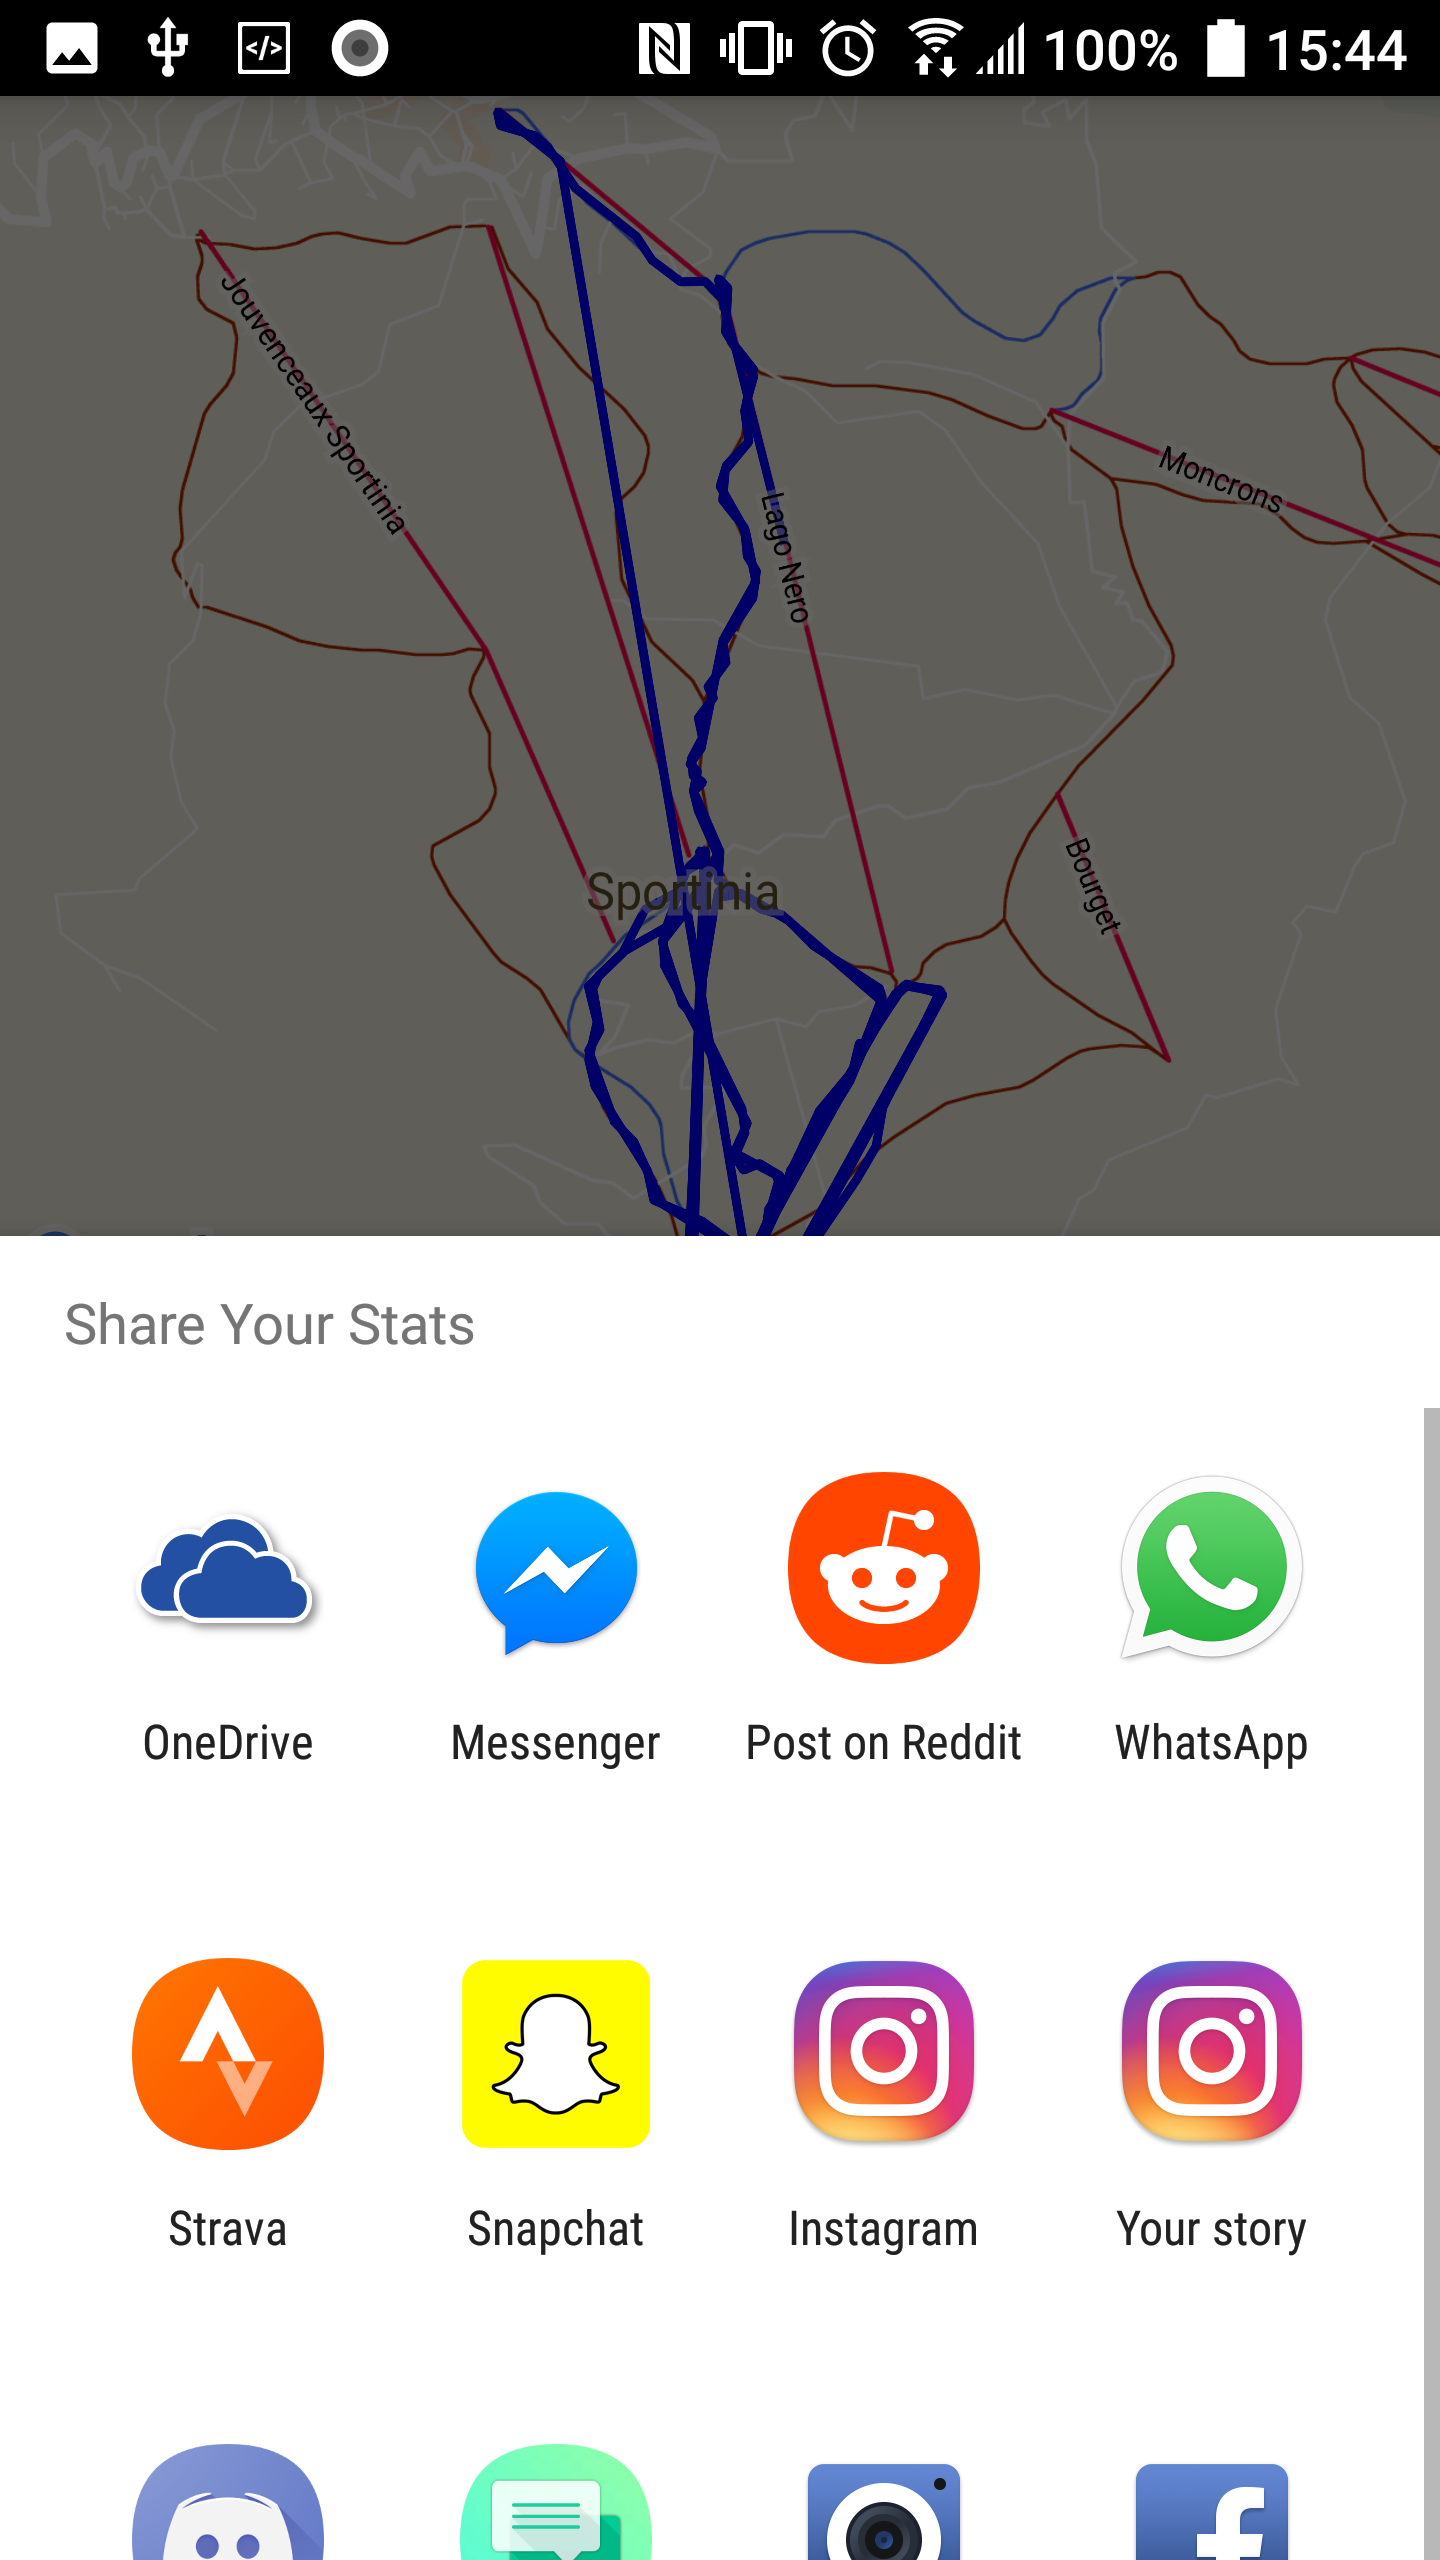 100% 15:44
Jouvenceaux Sportinia
Lago Nero
Moncrons
Sportinia
Bourget
Share Your Stats
OneDrive
Messenger
Post on Reddit
WhatsApp
Strava
Snapchat
Instagram
Your story